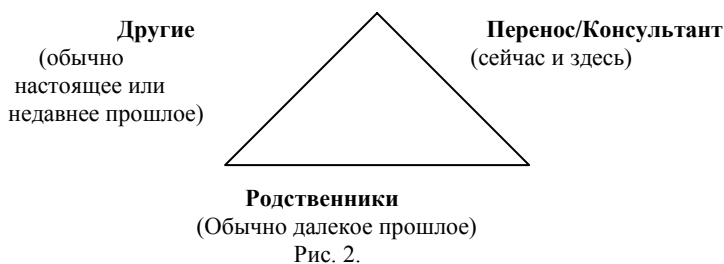 Другие
(обычно
настоящее или
недавнее прошлое)
Перенос/Консультант
(сейчас и здесь)
Родственники
(Обычно далекое прошлое)
Рис. 2.